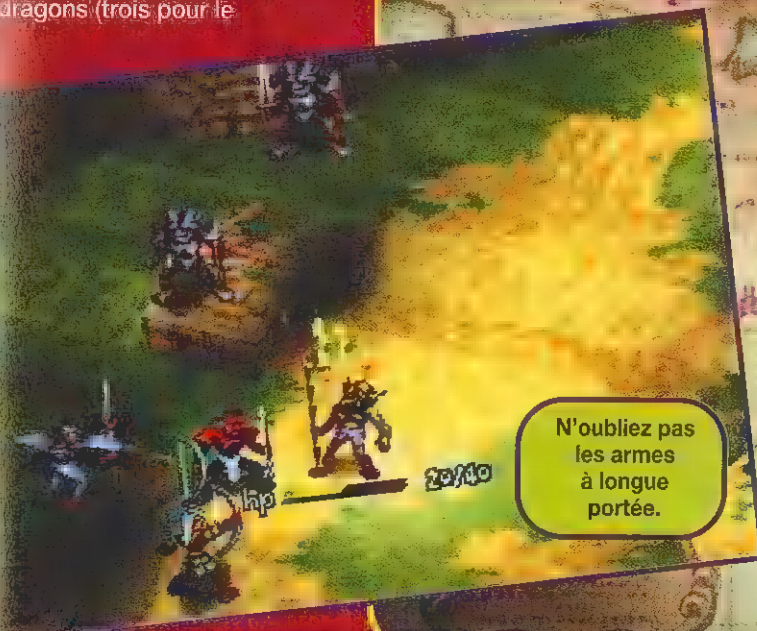 dragons (trois pour le
hp
20/40
N'oubliez pas
les armes
à longue
portée.